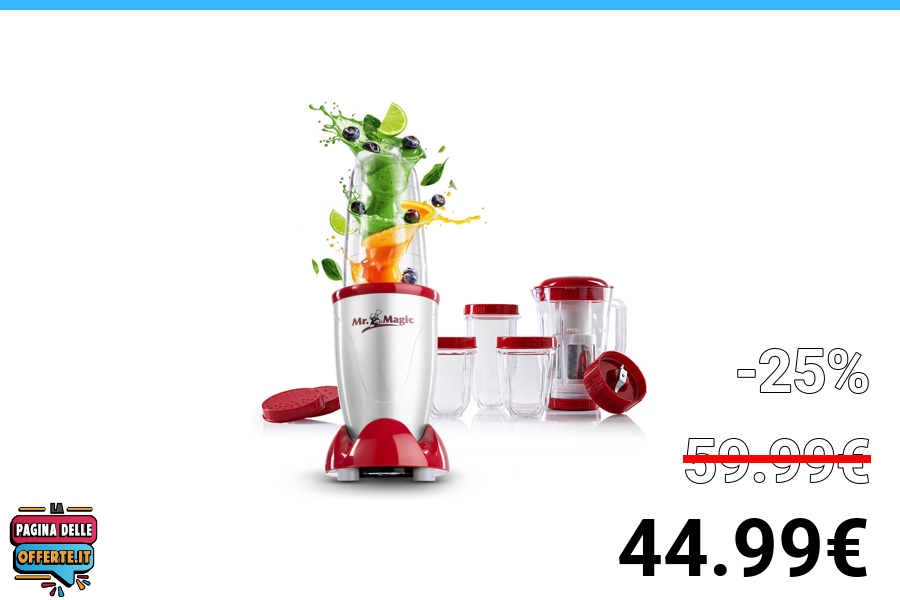 Mr. Magic
-25%
59.99€
44.99€
LA
PAGINA DELLE
OFFERTE.IT